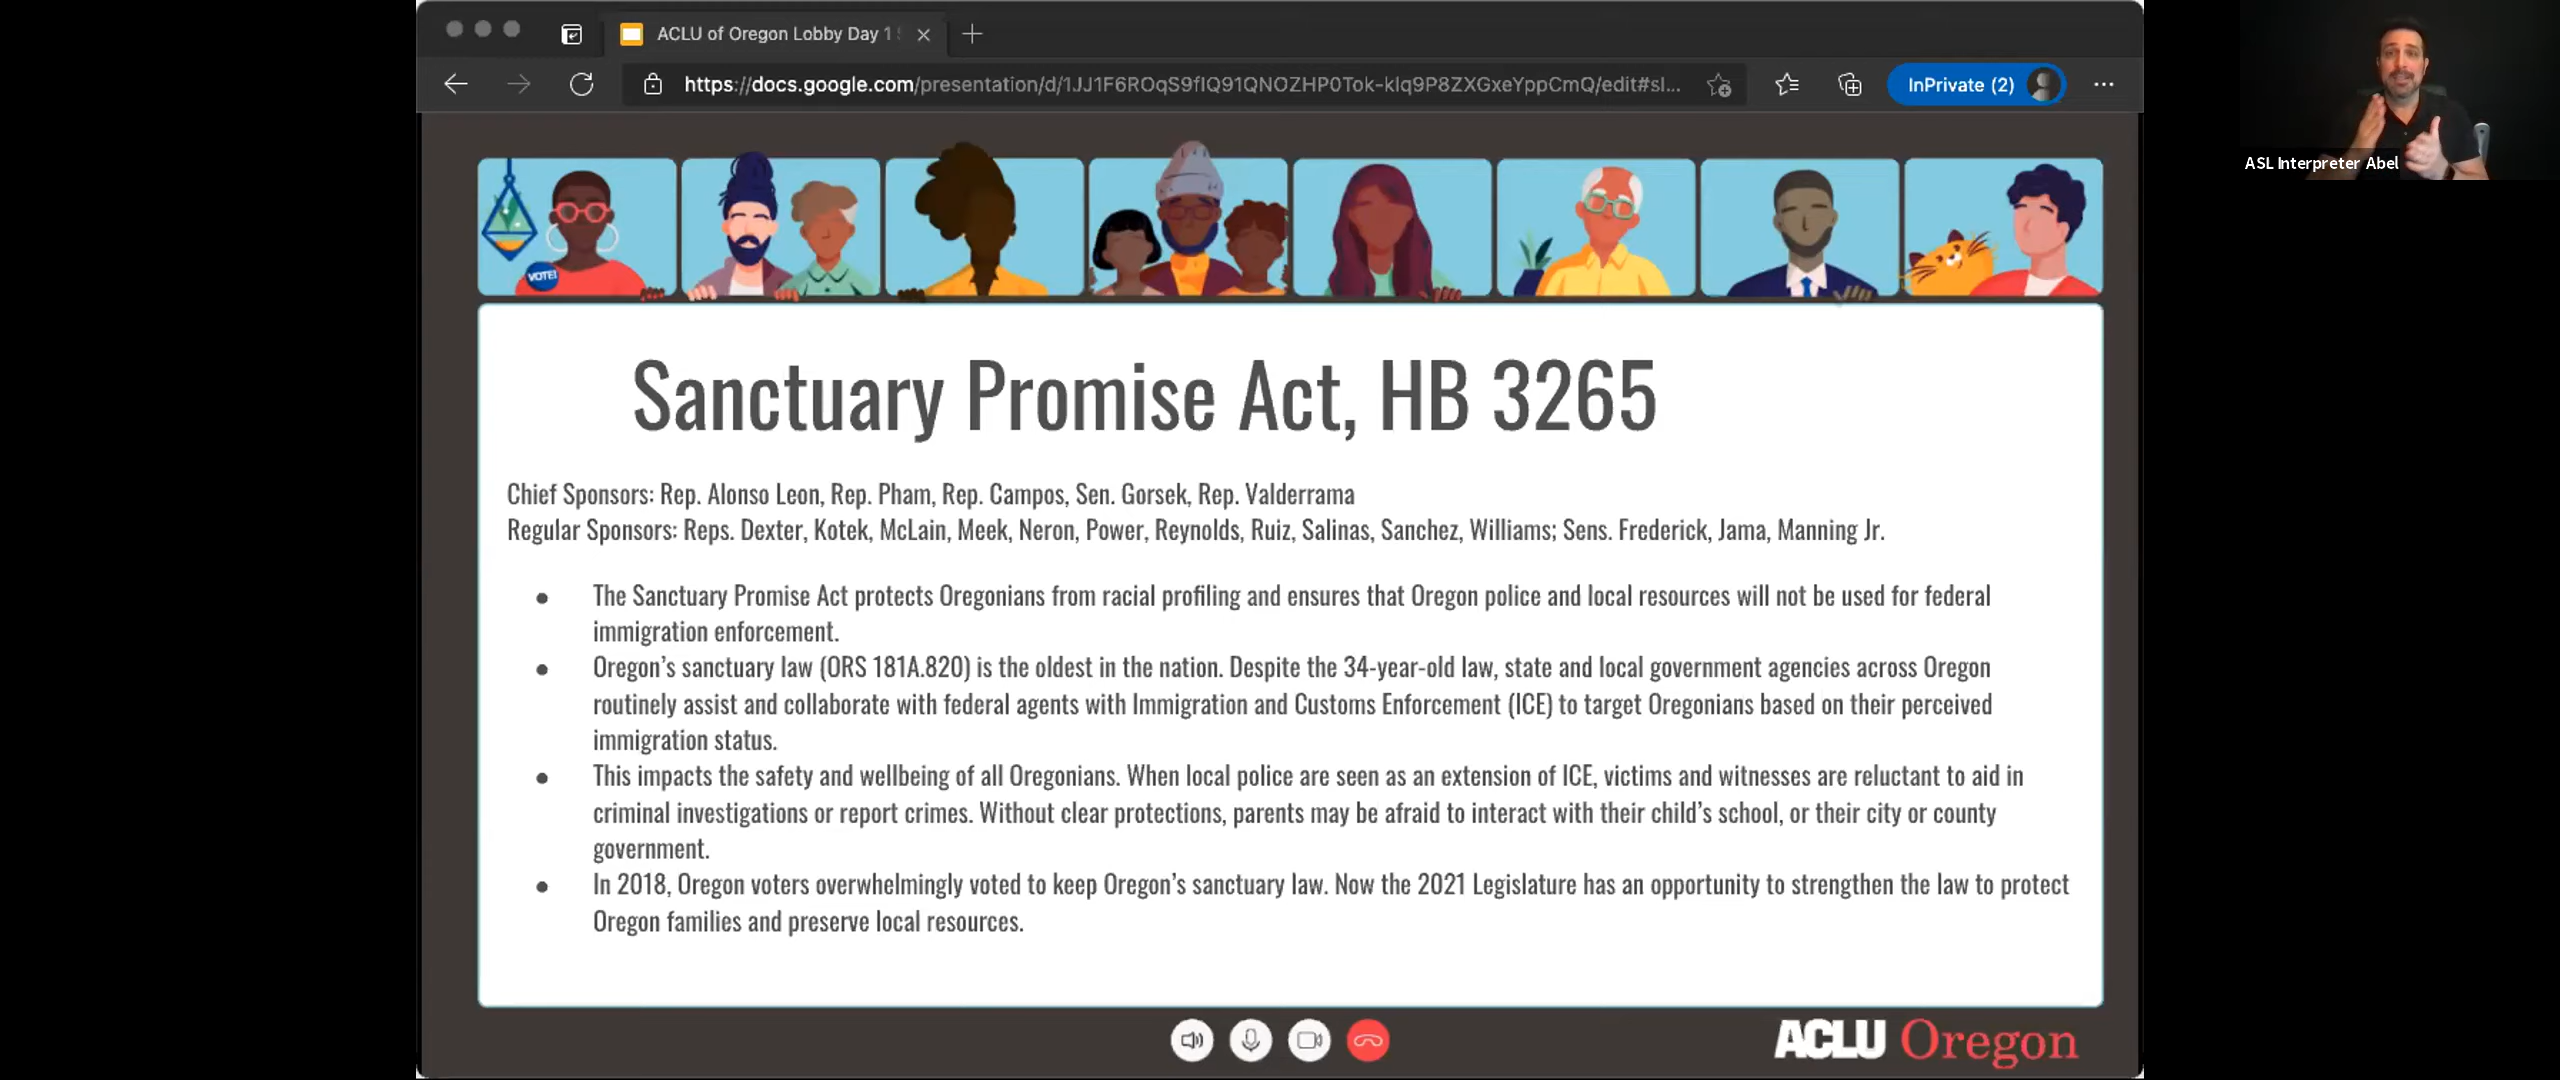 ACLU of Oregon Lobby Day 1
https://docs.google.com/presentation/d/1JJ1F6ROqS9flQ91QNOZHP0Tok-klq9P8ZXGxeYppCmQ/edit#sl...
InPrivate (2)
ASL Interpreter Abel
VOTE!
Sanctuary Promise Act, HB 3265
Chief Sponsors: Rep. Alonso Leon, Rep. Pham, Rep. Campos, Sen. Gorsek, Rep. Valderrama
Regular Sponsors: Reps. Dexter, Kotek, McLain, Meek, Neron, Power, Reynolds, Ruiz, Salinas, Sanchez, Williams; Sens. Frederick, Jama, Manning Jr.
● The Sanctuary Promise Act protects Oregonians from racial profiling and ensures that Oregon police and local resources will not be used for federal
immigration enforcement.
● Oregon’s sanctuary law (ORS 181A.820) is the oldest in the nation. Despite the 34-year-old law, state and local government agencies across Oregon
routinely assist and collaborate with federal agents with Immigration and Customs Enforcement (ICE) to target Oregonians based on their perceived
immigration status.
● This impacts the safety and wellbeing of all Oregonians. When local police are seen as an extension of ICE, victims and witnesses are reluctant to aid in
criminal investigations or report crimes. Without clear protections, parents may be afraid to interact with their child’s school, or their city or county
government.
● In 2018, Oregon voters overwhelmingly voted to keep Oregon’s sanctuary law. Now the 2021 Legislature has an opportunity to strengthen the law to protect
Oregon families and preserve local resources.
ACLU Oregon